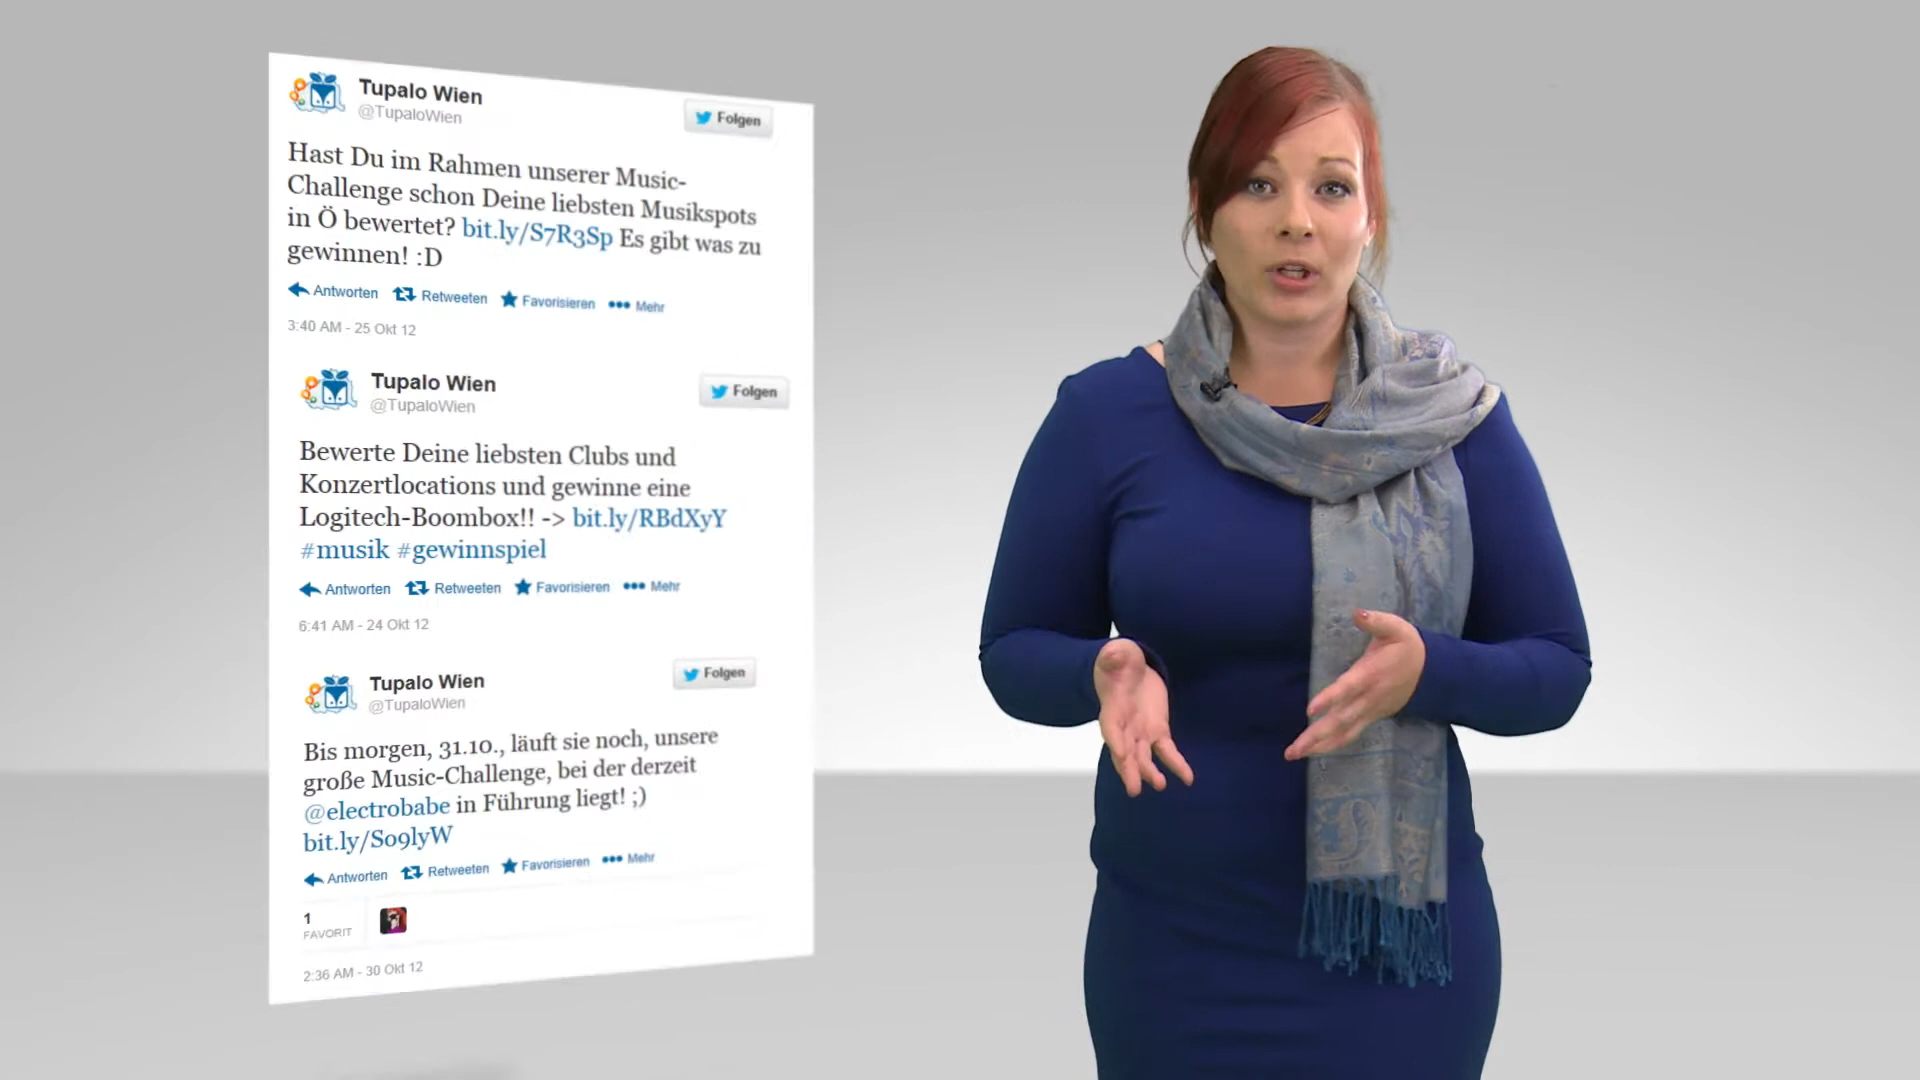 Tupalo Wien
@TupaloWien
Folgen
Hast Du im Rahmen unserer Music-
Challenge schon Deine liebsten Musikspots
in Ö bewertet? bit.ly/S7R3Sp Es gibt was zu
gewinnen! :D
Antworten Retweeten Favorisieren Mehr
3:40 AM - 25 Okt 12
Tupalo Wien
@TupaloWien
Folgen
Bewerte Deine liebsten Clubs und
Konzertlocations und gewinne eine
Logitech-Boombox!! -> bit.ly/RBdXyY
#musik #gewinnspiel
Antworten Retweeten Favorisieren Mehr
6:41 AM - 24 Okt 12
Tupalo Wien
@TupaloWien
Folgen
Bis morgen, 31.10., läuft sie noch, unsere
große Music-Challenge, bei der derzeit
@electrobabe in Führung liegt! ;)
bit.ly/So9lyW
Antworten Retweeten Favorisieren Mehr
1
FAVORIT
2:36 AM - 30 Okt 12